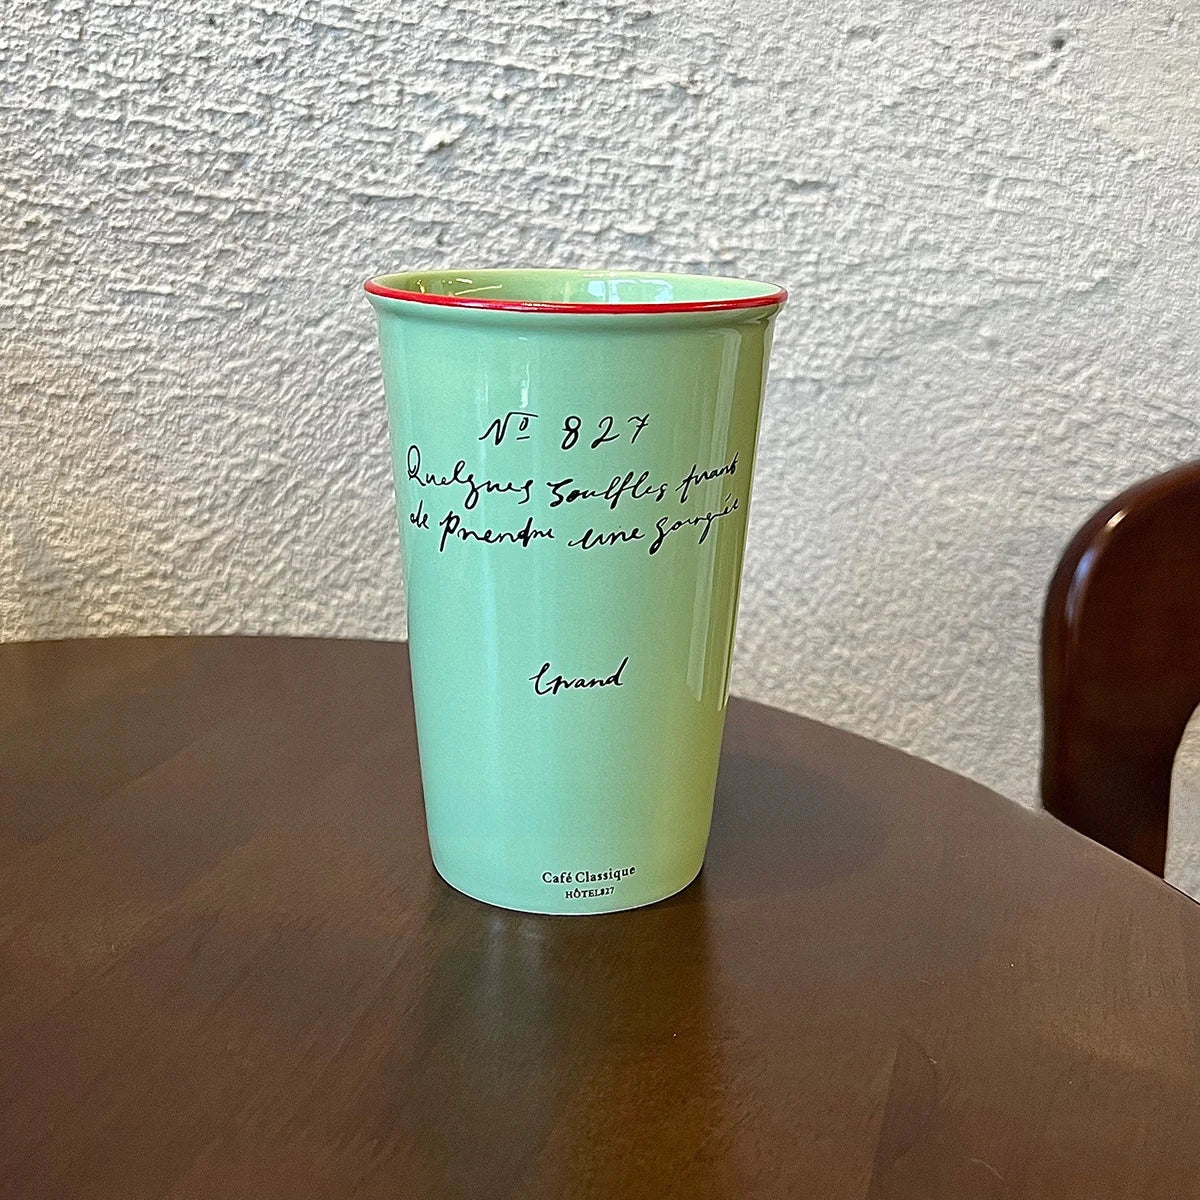 Nº 827
Quelques souffles avant
de prendre une gorgée
Grand
Café Classique
HÔTEL827